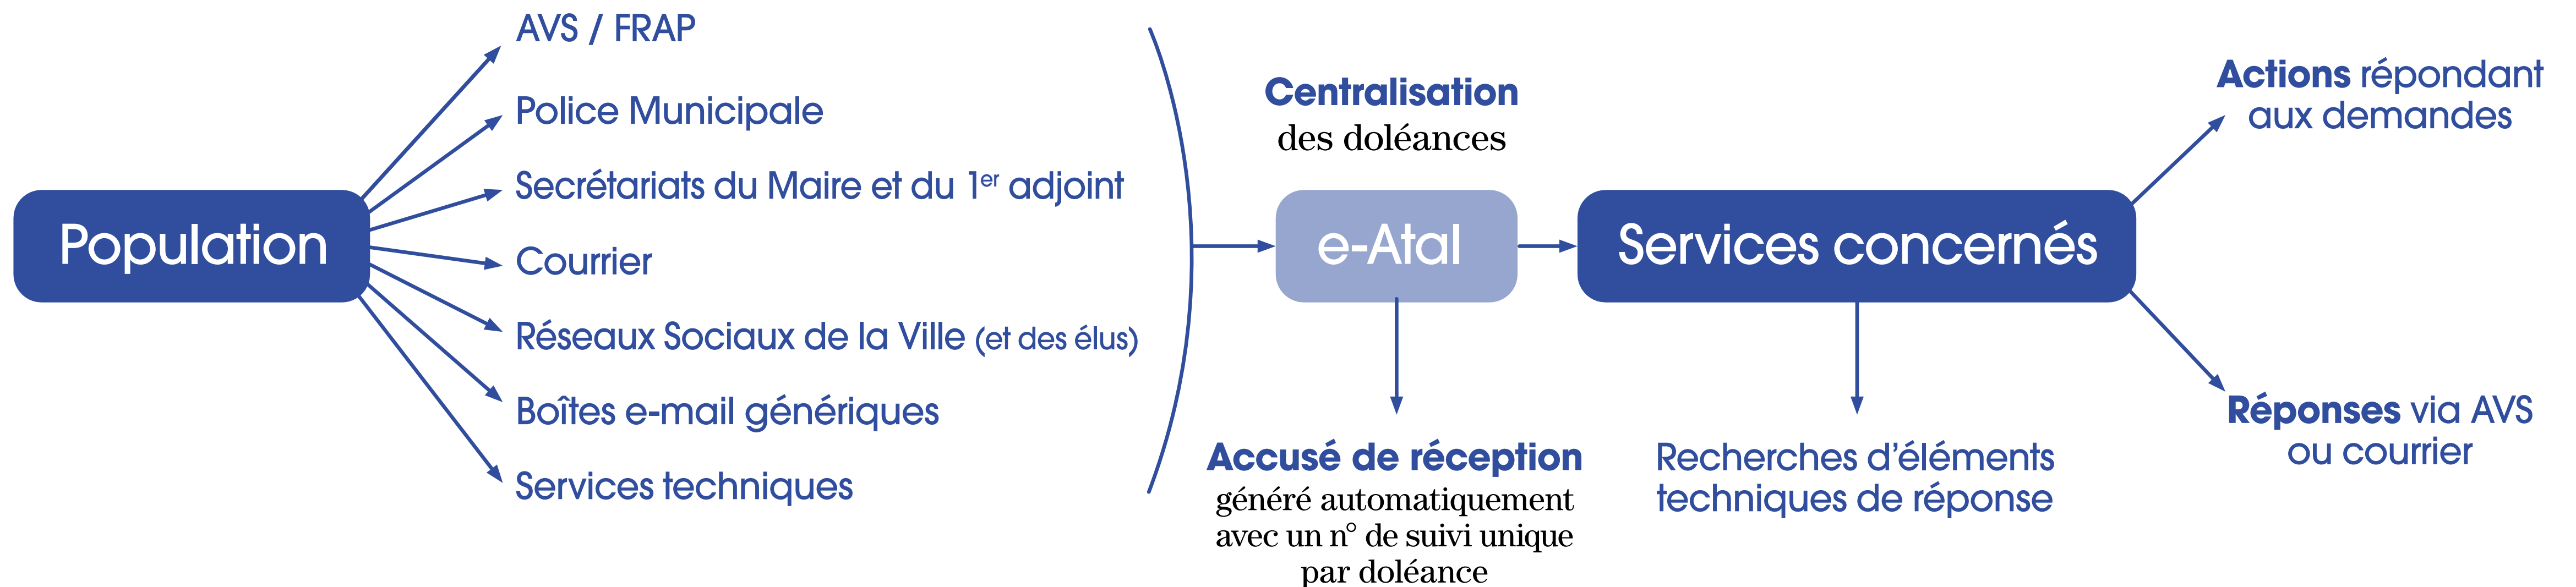 Population
AVS / FRAP
Police Municipale
Secrétariats du Maire et du 1er adjoint
Courrier
Réseaux Sociaux de la Ville (et des élus)
Boîtes e-mail génériques
Services techniques
Centralisation
des doléances
e-Atal
Accusé de réception
généré automatiquement
avec un n° de suivi unique
par doléance
Services concernés
Recherches d’éléments
techniques de réponse
Actions répondant
aux demandes
Réponses via AVS
ou courrier